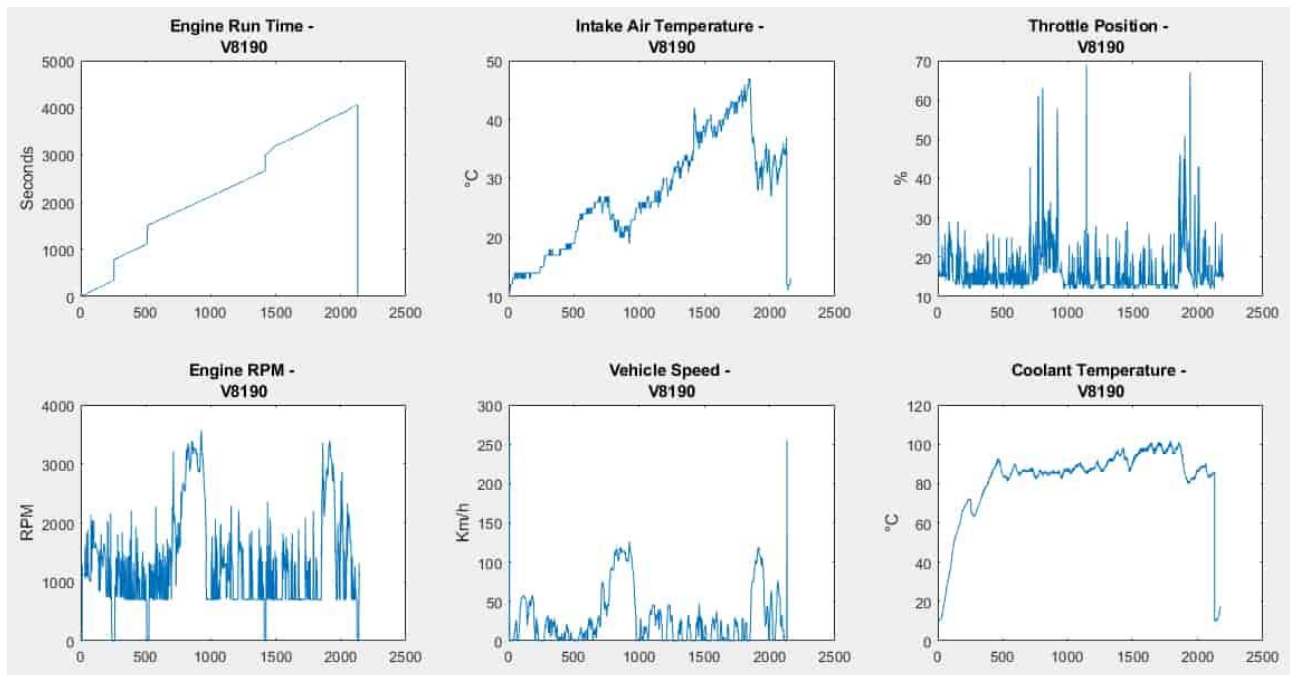 Engine Run Time -
V8190
5000
4000
3000
2000
1000
0
Seconds
0 500 1000 1500 2000 2500
Intake Air Temperature -
V8190
50
40
30
20
10
°C
0 500 1000 1500 2000 2500
Throttle Position -
V8190
70
60
50
40
30
20
10
%
0 500 1000 1500 2000 2500
Engine RPM -
V8190
4000
3000
2000
1000
0
RPM
0 500 1000 1500 2000 2500
Vehicle Speed -
V8190
300
250
200
150
100
50
0
Km/h
0 500 1000 1500 2000 2500
Coolant Temperature -
V8190
120
100
80
60
40
20
0
°C
0 500 1000 1500 2000 2500